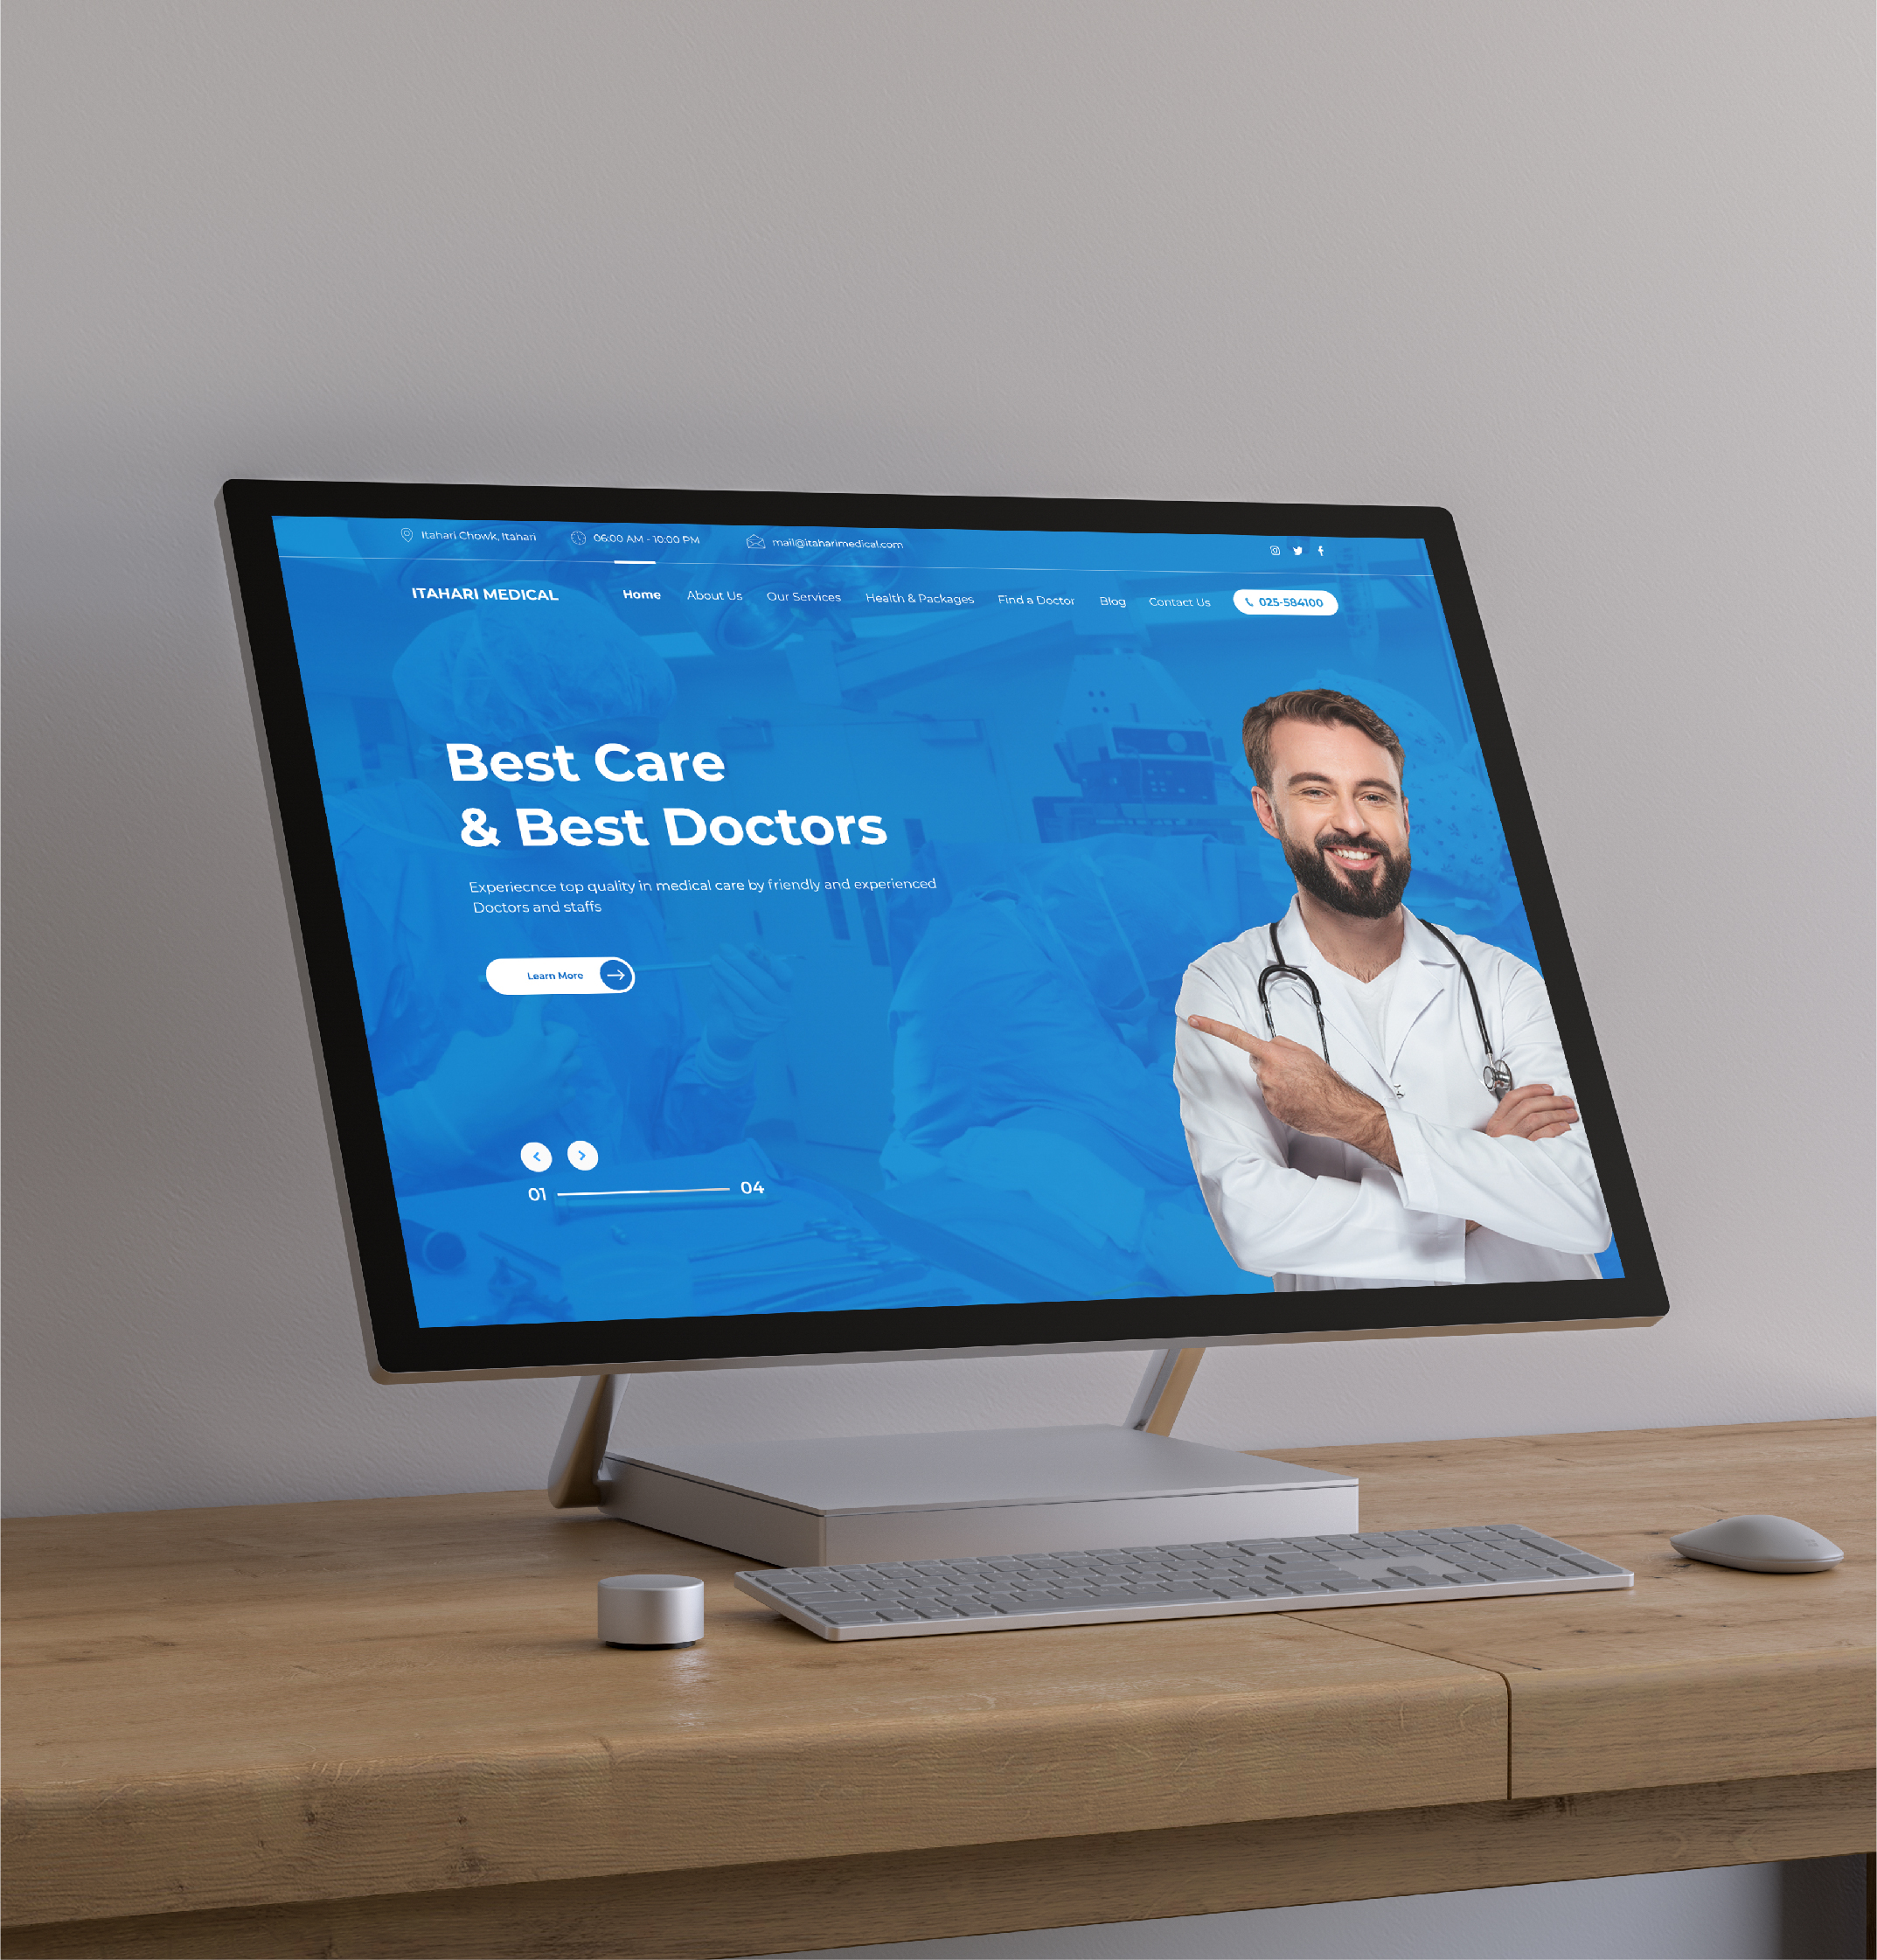 Itahari Chowk, Itahari
06:00 AM - 10:00 PM
mail@itaharimedical.com
ITAHARI MEDICAL
Home
About Us
Our Services
Health & Packages
Find a Doctor
Blog
Contact Us
025-584100
Best Care
& Best Doctors
Experiecnce top quality in medical care by friendly and experienced
Doctors and staffs
Learn More
01
04